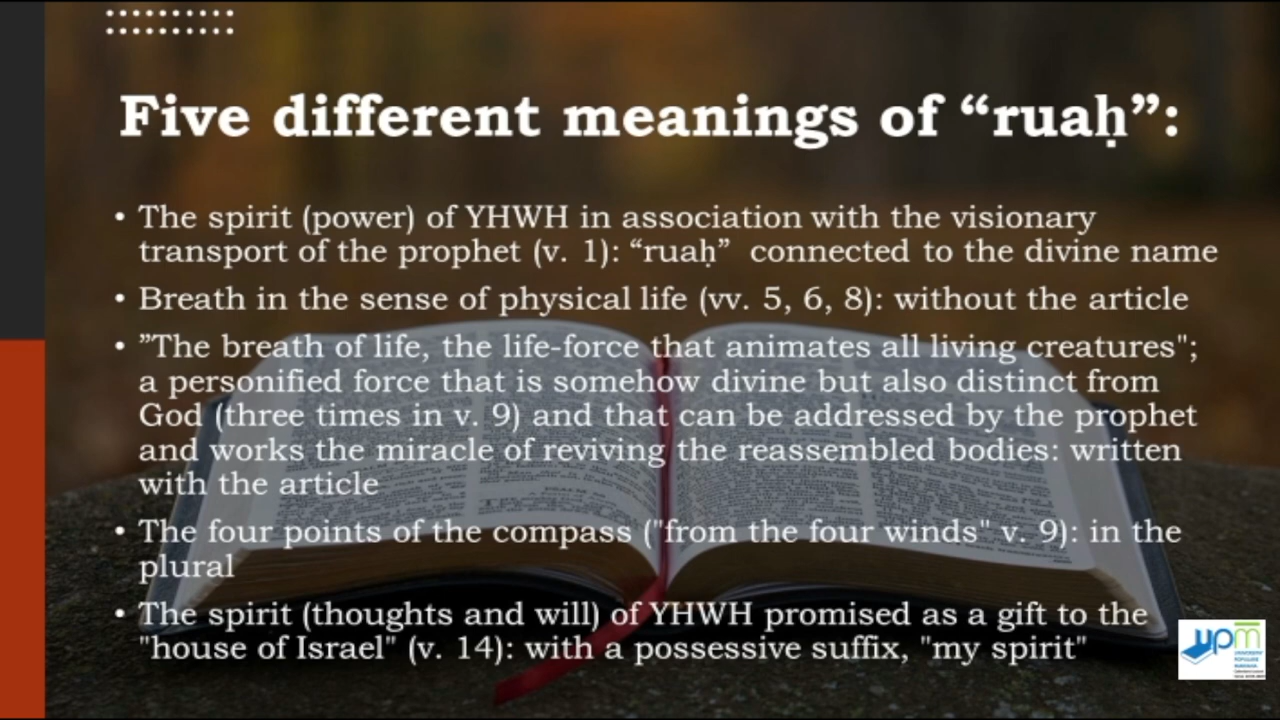 Five different meanings of “ruaḥ”:
• The spirit (power) of YHWH in association with the visionary
transport of the prophet (v. 1): “ruaḥ”  connected to the divine name
• Breath in the sense of physical life (vv. 5, 6, 8): without the article
• ”The breath of life, the life-force that animates all living creatures";
a personified force that is somehow divine but also distinct from
God (three times in v. 9) and that can be addressed by the prophet
and works the miracle of reviving the reassembled bodies: written
with the article
• The four points of the compass ("from the four winds" v. 9): in the
plural
• The spirit (thoughts and will) of YHWH promised as a gift to the
"house of Israel" (v. 14): with a possessive suffix, "my spirit"
upm